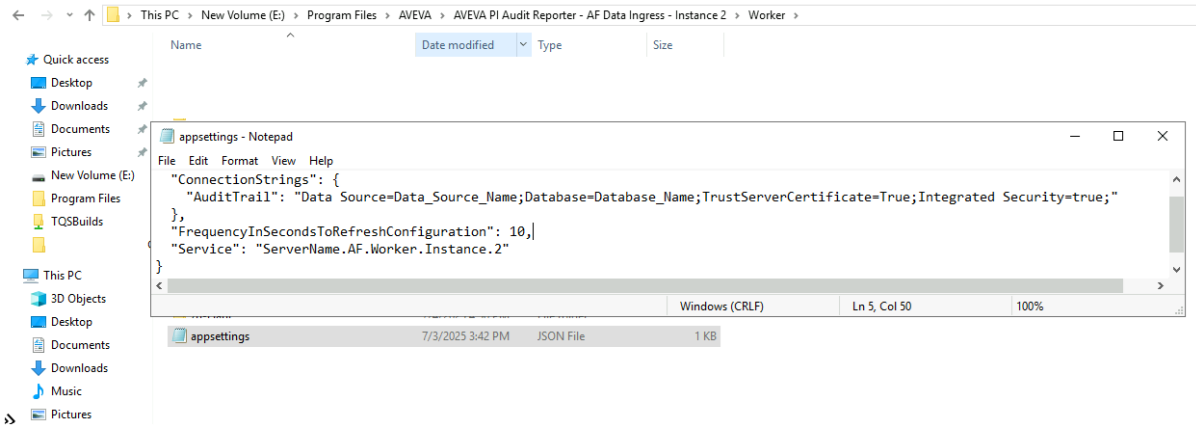 This PC > New Volume (E:) > Program Files > AVEVA > AVEVA PI Audit Reporter - AF Data Ingress - Instance 2 > Worker >
Name Date modified Type Size
Quick access
Desktop
Downloads
Documents
Pictures
New Volume (E:)
Program Files
TQSBuilds
This PC
3D Objects
Desktop
Documents
Downloads
Music
Pictures
appsettings - Notepad
File Edit Format View Help
"ConnectionStrings": {
"AuditTrail": "Data Source=Data_Source_Name;Database=Database_Name;TrustServerCertificate=True;Integrated Security=true;"
},
"FrequencyInSecondsToRefreshConfiguration": 10,
"Service": "ServerName.AF.Worker.Instance.2"
}
Windows (CRLF) Ln 5, Col 50 100%
appsettings 7/3/2025 3:42 PM JSON File 1 KB